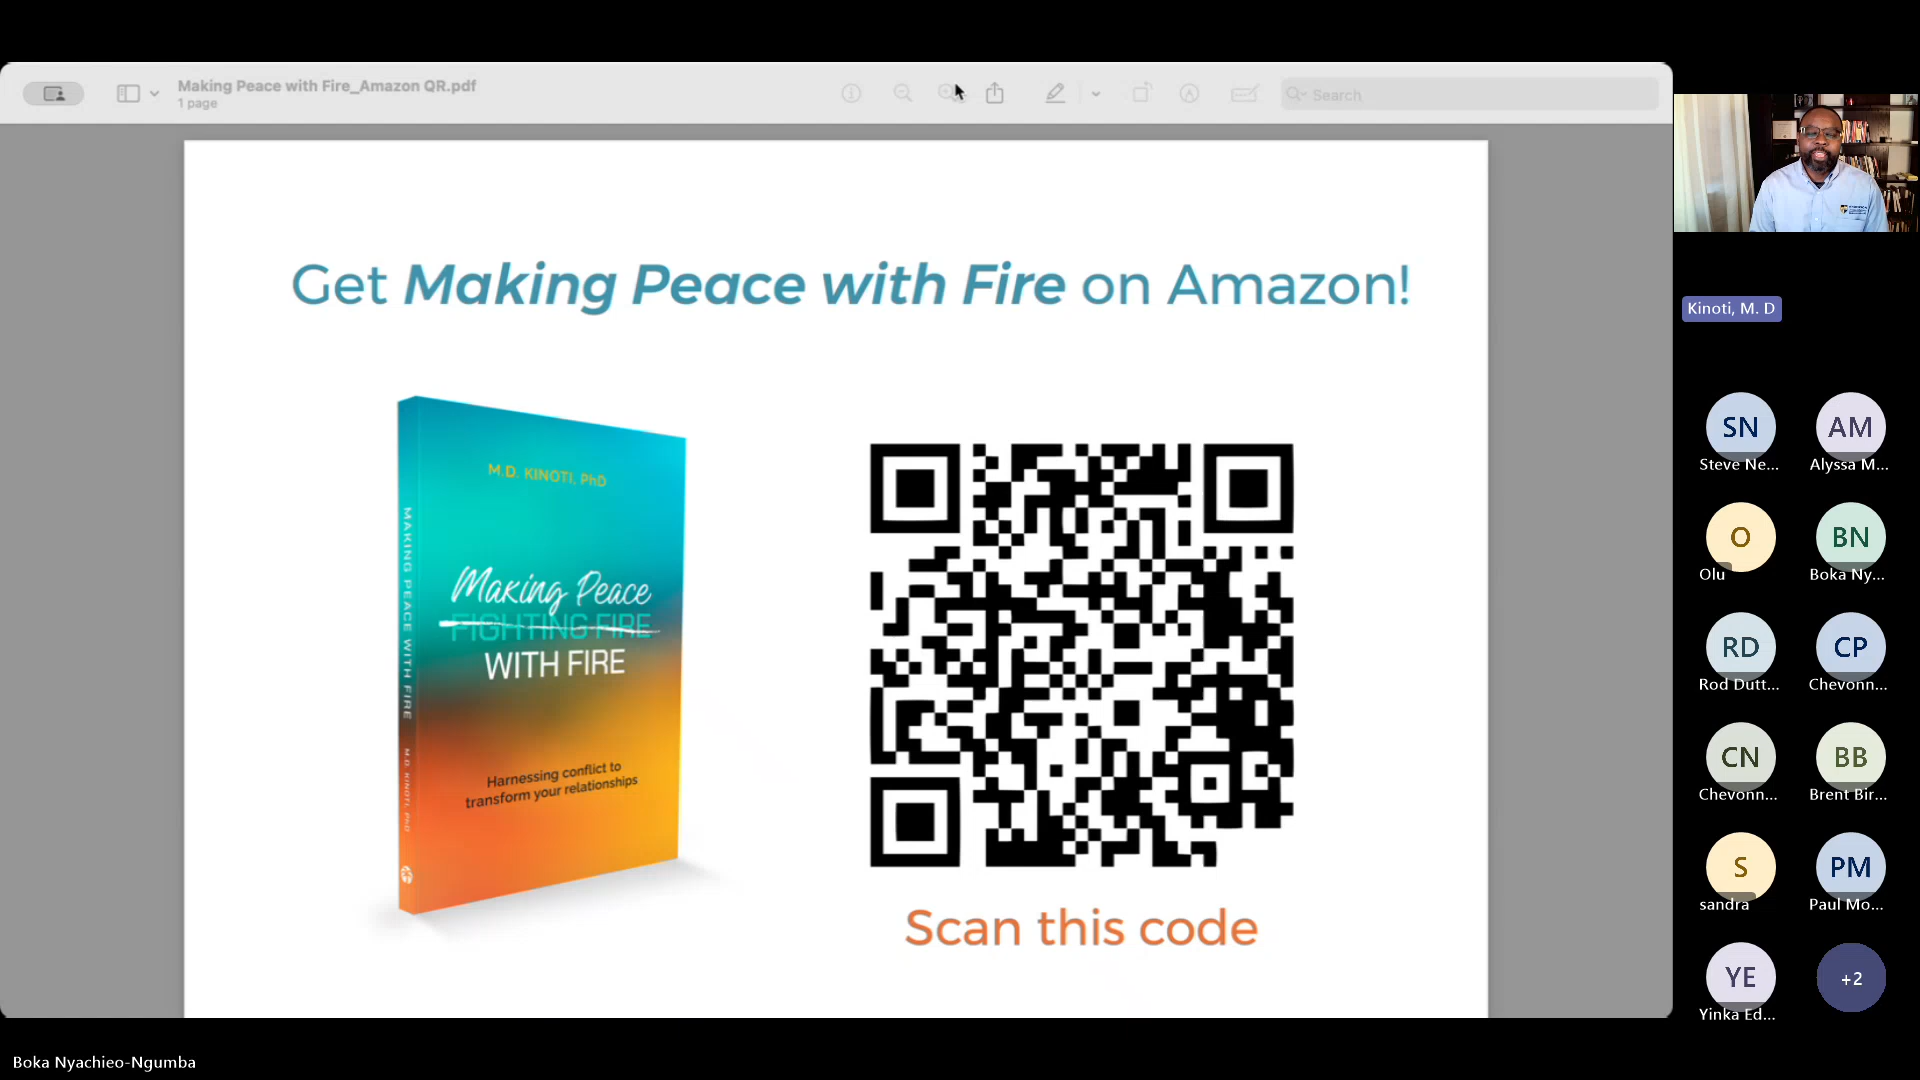 Making Peace with Fire_Amazon QR.pdf
1 page
Search
Get Making Peace with Fire on Amazon!
M.D. KINOTI, PhD
Making Peace
FIGHTING FIRE
WITH FIRE
Harnessing conflict to
transform your relationships
MAKING PEACE WITH FIRE
M.D. KINOTI, PhD
Scan this code
Kinoti, M. D
SN
AM
Steve Ne...
Alyssa M...
O
BN
Olu
Boka Ny...
RD
CP
Rod Dutt...
Chevonn...
CN
BB
Chevonn...
Brent Bir...
S
PM
sandra
Paul Mo...
YE
+2
Yinka Ed...
Boka Nyachieo-Ngumba